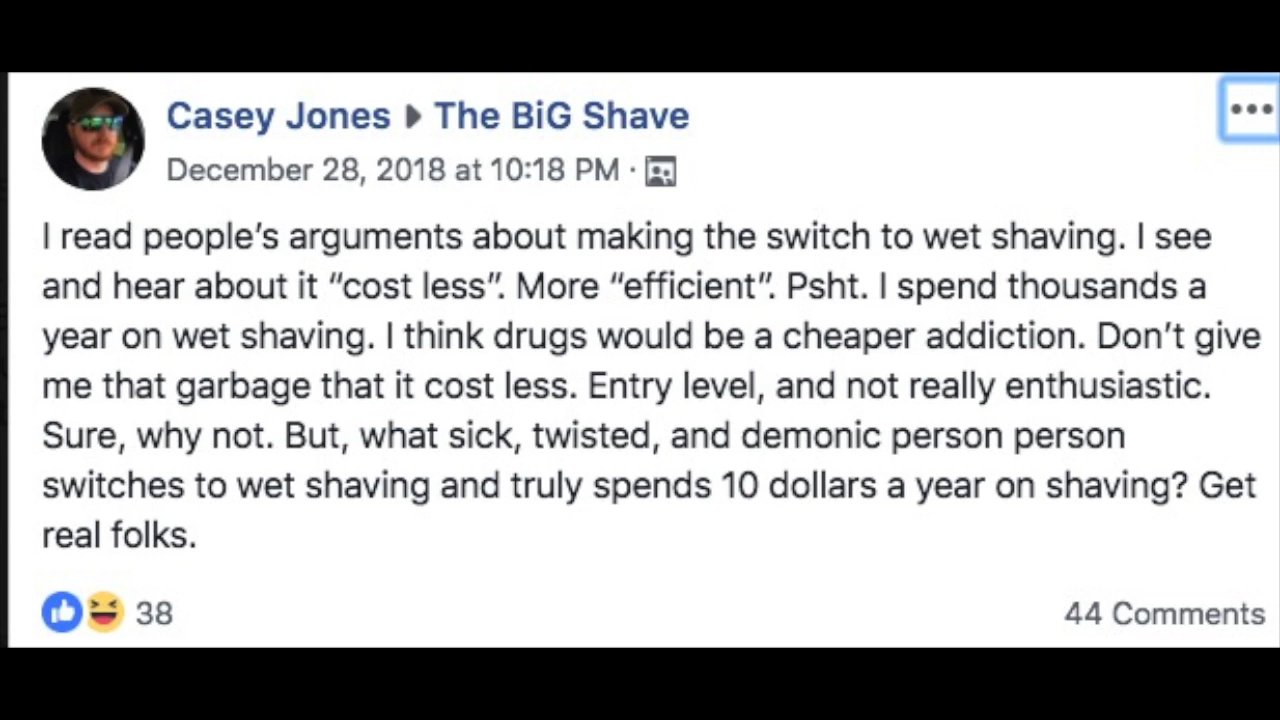 Casey Jones ▸ The BiG Shave
December 28, 2018 at 10:18 PM ·
I read people’s arguments about making the switch to wet shaving. I see
and hear about it “cost less”. More “efficient”. Psht. I spend thousands a
year on wet shaving. I think drugs would be a cheaper addiction. Don’t give
me that garbage that it cost less. Entry level, and not really enthusiastic.
Sure, why not. But, what sick, twisted, and demonic person person
switches to wet shaving and truly spends 10 dollars a year on shaving? Get
real folks.
38
44 Comments